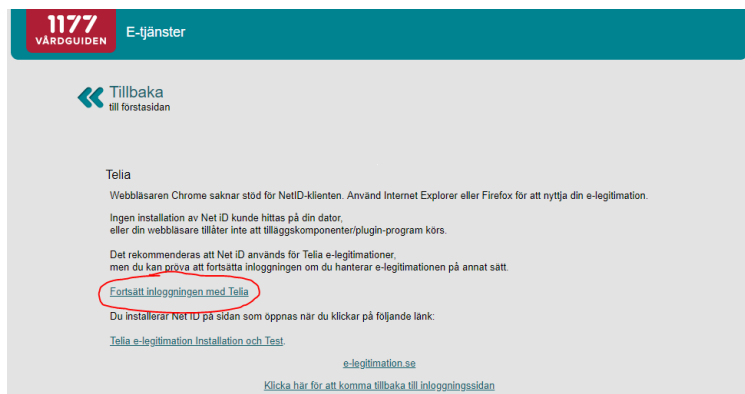 1177
VÅRDGUIDEN
E-tjänster
Tillbaka
till förstasidan
Telia
Webbläsaren Chrome saknar stöd för NetID-klienten. Använd Internet Explorer eller Firefox för att nyttja din e-legitimation.
Ingen installation av Net iD kunde hittas på din dator,
eller din webbläsare tillåter inte att tilläggskomponenter/plugin-program körs.
Det rekommenderas att Net iD används för Telia e-legitimationer,
men du kan pröva att fortsätta inloggningen om du hanterar e-legitimationen på annat sätt.
Fortsätt inloggningen med Telia
Du installerar Net ID på sidan som öppnas när du klickar på följande länk:
Telia e-legitimation Installation och Test.
e-legitimation.se
Klicka här för att komma tillbaka till inloggningssidan